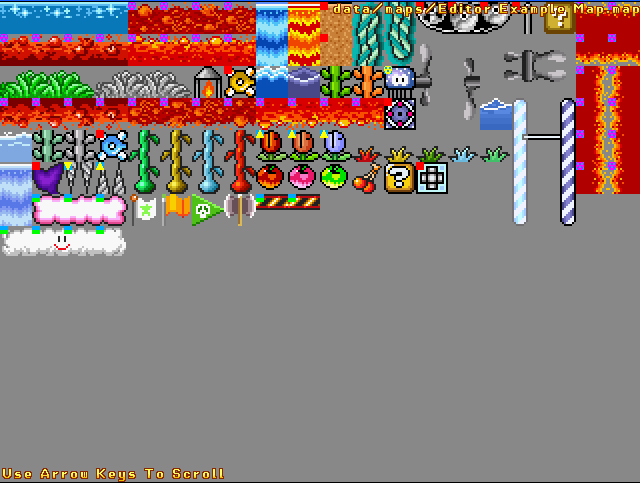 data/maps/Editor Example Map.map
?
?
Use Arrow Keys To Scroll